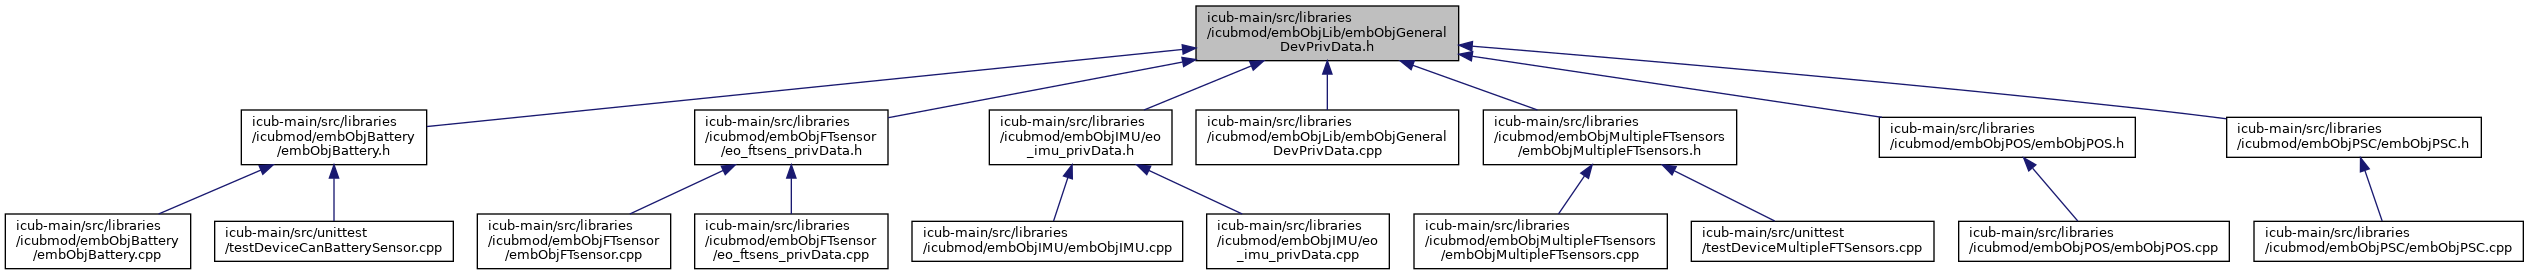 icub-main/src/libraries
/icubmod/embObjLib/embObjGeneral
DevPrivData.h
icub-main/src/libraries
/icubmod/embObjBattery
/embObjBattery.h
icub-main/src/libraries
/icubmod/embObjFTsensor
/eo_ftsens_privData.h
icub-main/src/libraries
/icubmod/embObjIMU/eo
_imu_privData.h
icub-main/src/libraries
/icubmod/embObjLib/embObjGeneral
DevPrivData.cpp
icub-main/src/libraries
/icubmod/embObjMultipleFTsensors
/embObjMultipleFTsensors.h
icub-main/src/libraries
/icubmod/embObjPOS/embObjPOS.h
icub-main/src/libraries
/icubmod/embObjPSC/embObjPSC.h
icub-main/src/libraries
/icubmod/embObjBattery
/embObjBattery.cpp
icub-main/src/unittest
/testDeviceCanBatterySensor.cpp
icub-main/src/libraries
/icubmod/embObjFTsensor
/embObjFTsensor.cpp
icub-main/src/libraries
/icubmod/embObjFTsensor
/eo_ftsens_privData.cpp
icub-main/src/libraries
/icubmod/embObjIMU/embObjIMU.cpp
icub-main/src/libraries
/icubmod/embObjIMU/eo
_imu_privData.cpp
icub-main/src/libraries
/icubmod/embObjMultipleFTsensors
/embObjMultipleFTsensors.cpp
icub-main/src/unittest
/testDeviceMultipleFTSensors.cpp
icub-main/src/libraries
/icubmod/embObjPOS/embObjPOS.cpp
icub-main/src/libraries
/icubmod/embObjPSC/embObjPSC.cpp